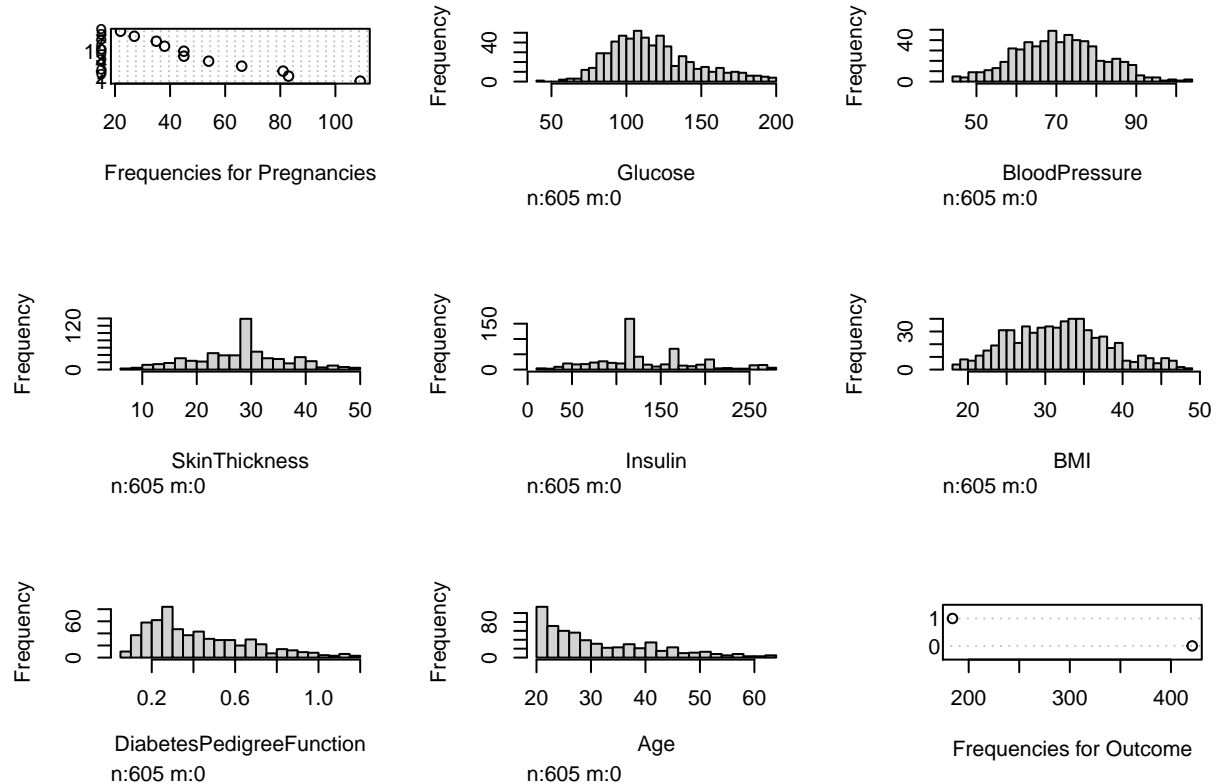 20 40 60 80 100
Frequencies for Pregnancies
Frequency
0 40
50 100 150 200
Glucose
n:605 m:0
Frequency
0 40
50 70 90
BloodPressure
n:605 m:0
Frequency
0 120
10 20 30 40 50
SkinThickness
n:605 m:0
Frequency
0 150
0 50 150 250
Insulin
n:605 m:0
Frequency
0 30
20 30 40 50
BMI
n:605 m:0
Frequency
0 60
0.2 0.6 1.0
DiabetesPedigreeFunction
n:605 m:0
Frequency
0 80
20 30 40 50 60
Age
n:605 m:0
1
0
200 300 400
Frequencies for Outcome